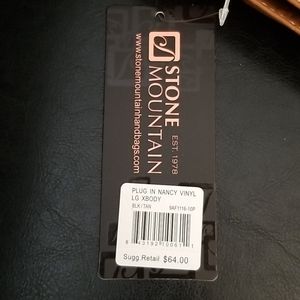 STONE
MOUNTAIN
EST. 1978
www.stonemountainhandbags.com
PLUG IN NANCY VINYL
LG XBODY
BLK/TAN
Sugg.Retail $64.00